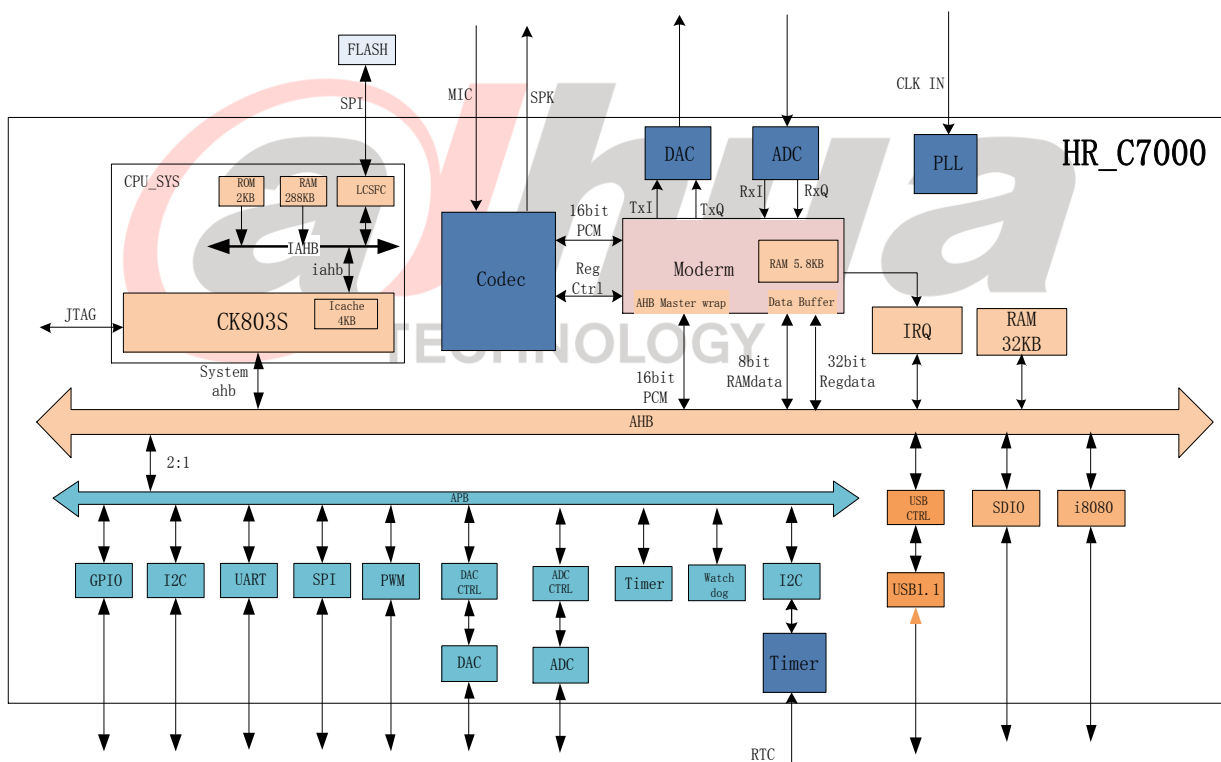 FLASH
SPI
MIC
SPK
CLK IN
HR_C7000
DAC
ADC
PLL
CPU_SYS
ROM
2KB
RAM
288KB
LCSFC
IAHB
iahb
TxI
TxQ
RxI
RxQ
16bit
PCM
Codec
Reg
Ctrl
Moderm
RAM 5.8KB
AHB Master wrap
Data Buffer
JTAG
CK803S
Icache
4KB
IRQ
RAM
32KB
alhua
TECHNOLOGY
System
ahb
16bit
PCM
8bit
RAMdata
32bit
Regdata
AHB
2:1
APB
USB
CTRL
SDIO
i8080
GPIO
I2C
UART
SPI
PWM
DAC
CTRL
ADC
CTRL
Timer
Watch
dog
I2C
USB1.1
DAC
ADC
Timer
RTC